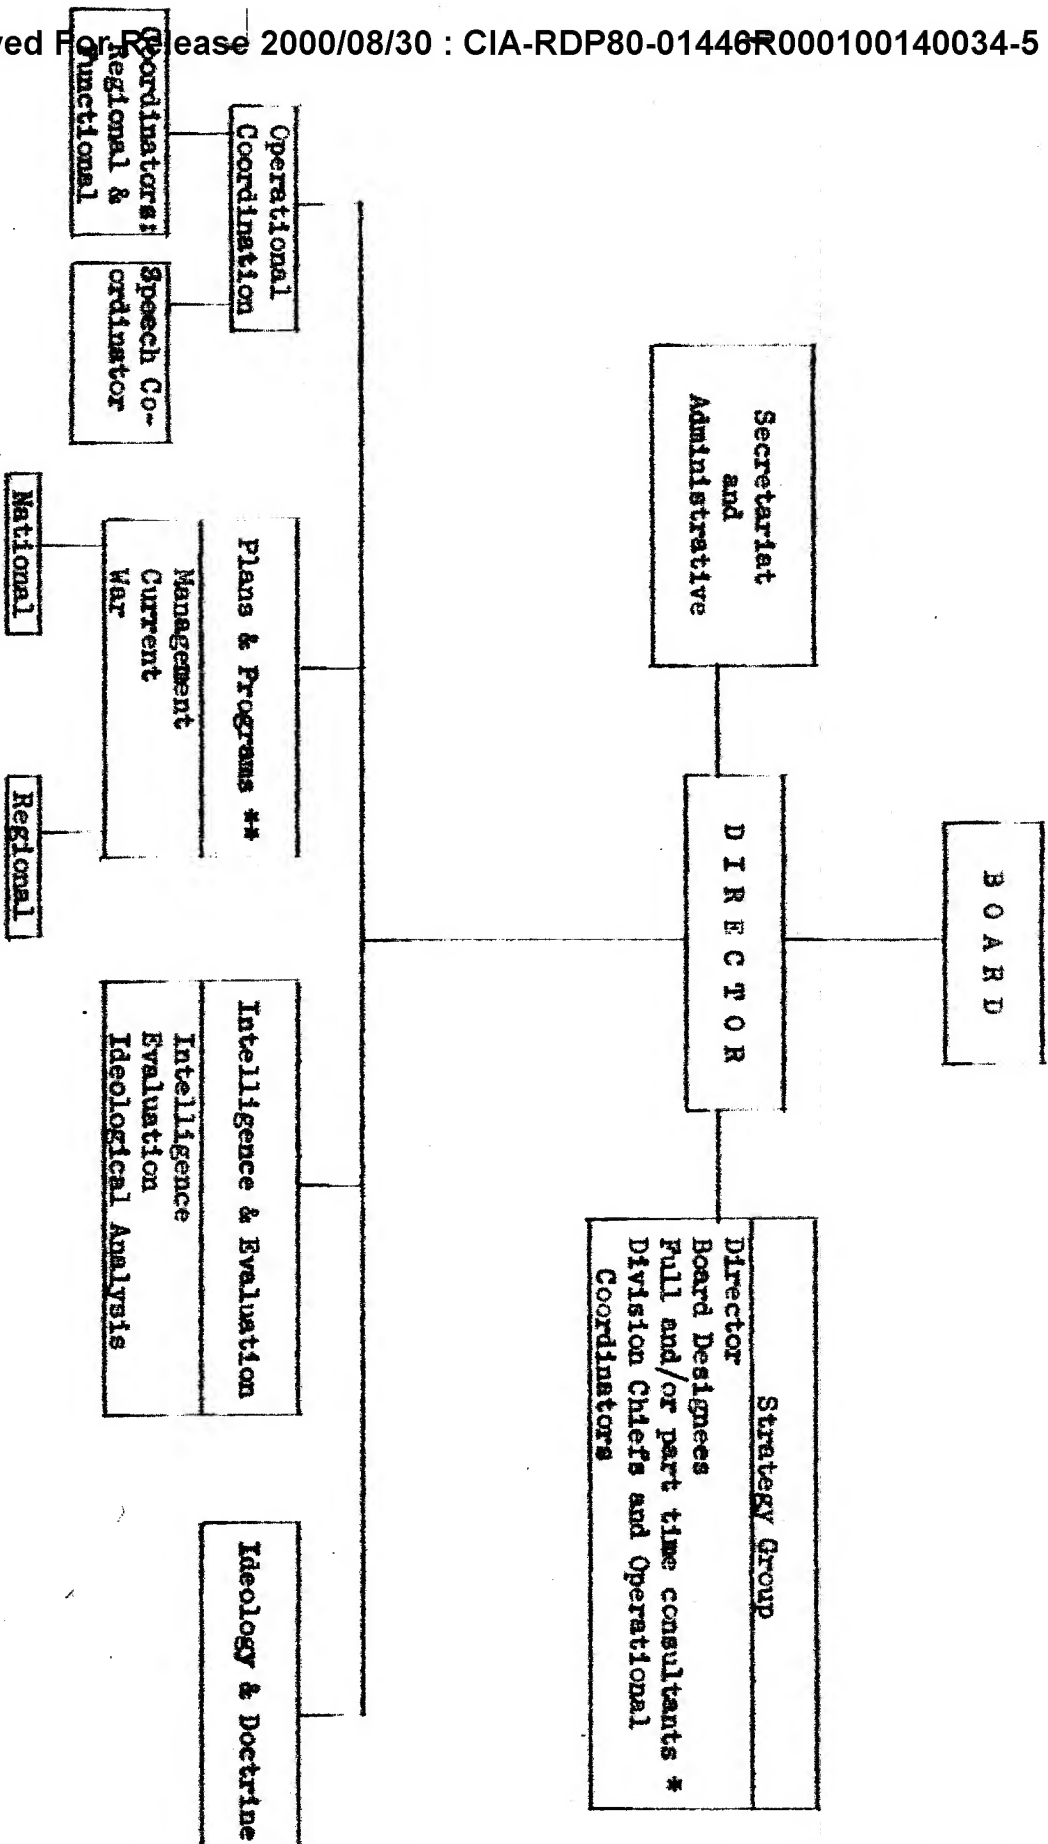 ved For Release 2000/08/30 : CIA-RDP80-01446R000100140034-5
BOARD
Secretariat
and
Administrative
DIRECTOR
Strategy Group
Director
Board Designees
Full and/or part time consultants *
Division Chiefs and Operational
Coordinators
Operational
Coordination
Plans & Programs **
Management
Current
War
Intelligence & Evaluation
Intelligence
Evaluation
Ideological Analysis
Ideology & Doctrine
Coordinators:
Regional &
Functional
Speech Co-
ordinator
National
Regional